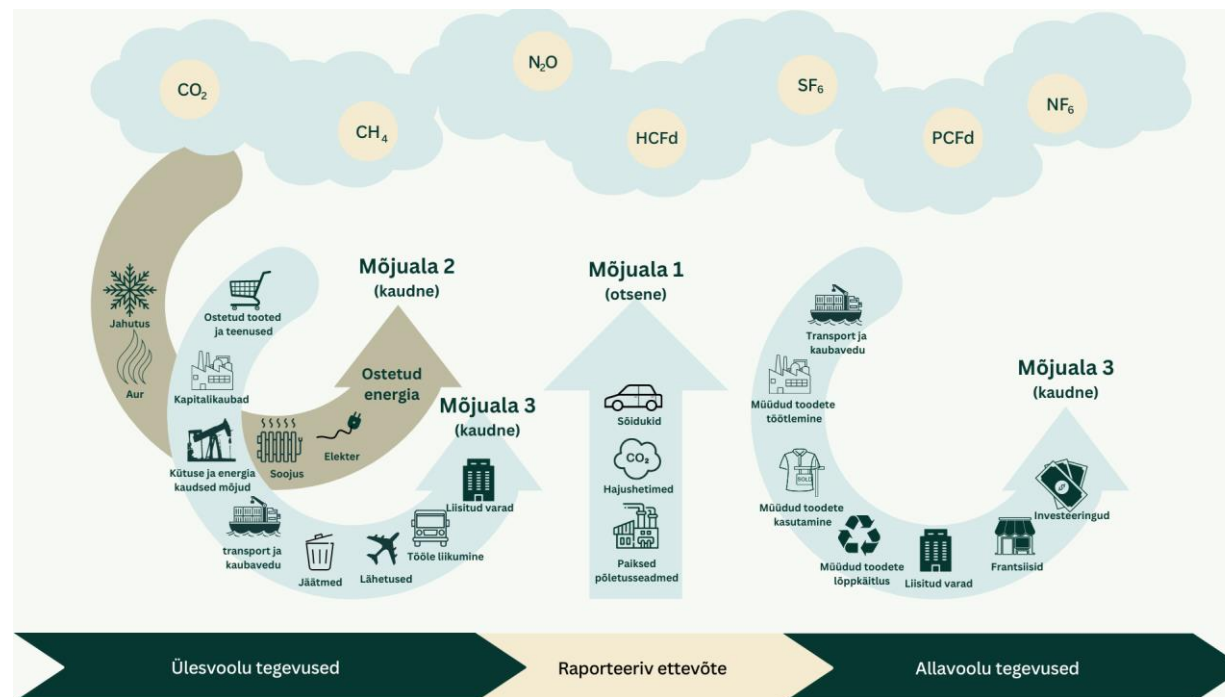 CO₂
CH₄
N₂O
HCFd
SF₆
PCFd
NF₆
Jahutus
Aur
Ostetud tooted
ja teenused
Kapitalikaubad
Kütuse ja energia
kaudsed mõjud
transport ja
kaubavedu
Jäätmed
Lähetused
Tööle liikumine
Liisitud varad
Mõjuala 3
(kaudne)
Soojus
Elekter
Ostetud
energia
Mõjuala 2
(kaudne)
Mõjuala 1
(otsene)
Sõidukid
CO₂
Hajushetimed
Paiksed
põletusseadmed
Transport ja
kaubavedu
Müüdud toodete
töötlemine
SOLD
Müüdud toodete
kasutamine
Müüdud toodete
lõppkäitlus
Liisitud varad
Frantsiisid
Investeeringud
Mõjuala 3
(kaudne)
Ülesvoolu tegevused
Raporteeriv ettevõte
Allavoolu tegevused